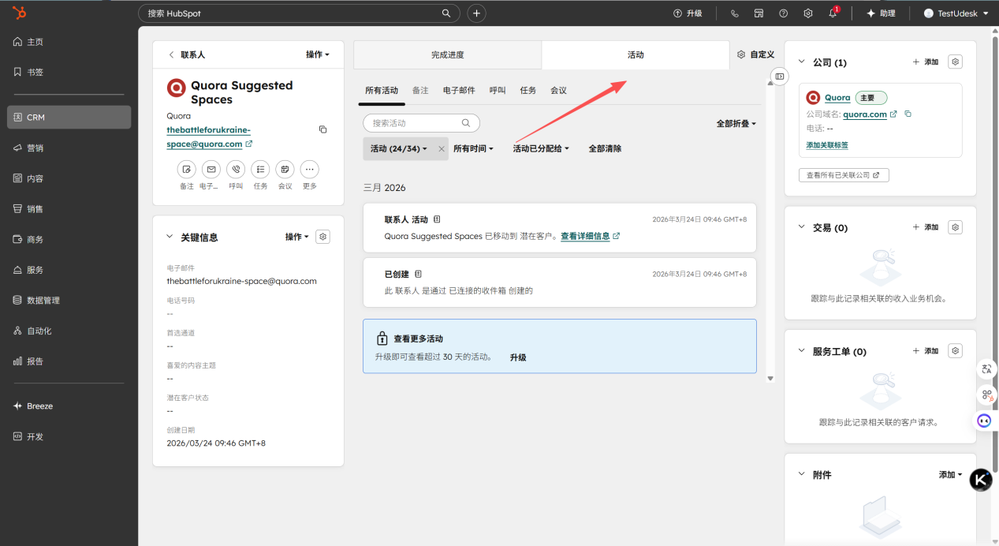 搜索 HubSpot
升级
1
助理
TestUdesk
主页
书签
CRM
营销
内容
销售
商务
服务
数据管理
自动化
报告
Breeze
开发
联系人
操作
Quora Suggested
Spaces
Quora
thebattleforukraine-
space@quora.com
备注
电子...
呼叫
任务
会议
更多
关键信息
操作
电子邮件
thebattleforukraine-space@quora.com
电话号码
--
首选通道
--
喜爱的内容主题
--
潜在客户状态
--
创建日期
2026/03/24 09:46 GMT+8
完成进度
活动
自定义
所有活动
备注
电子邮件
呼叫
任务
会议
搜索活动
全部折叠
活动 (24/34)
所有时间
活动已分配给
全部清除
三月 2026
联系人 活动
2026年3月24日 09:46 GMT+8
Quora Suggested Spaces 已移动到 潜在客户。查看详细信息
已创建
2026年3月24日 09:46 GMT+8
此 联系人 是通过 已连接的收件箱 创建的
查看更多活动
升级即可查看超过 30 天的活动。
升级
公司 (1)
添加
Quora
主要
公司域名: quora.com
电话: --
添加关联标签
查看所有已关联公司
交易 (0)
添加
跟踪与此记录相关联的收入业务机会。
服务工单 (0)
添加
跟踪与此记录相关联的客户请求。
附件
添加